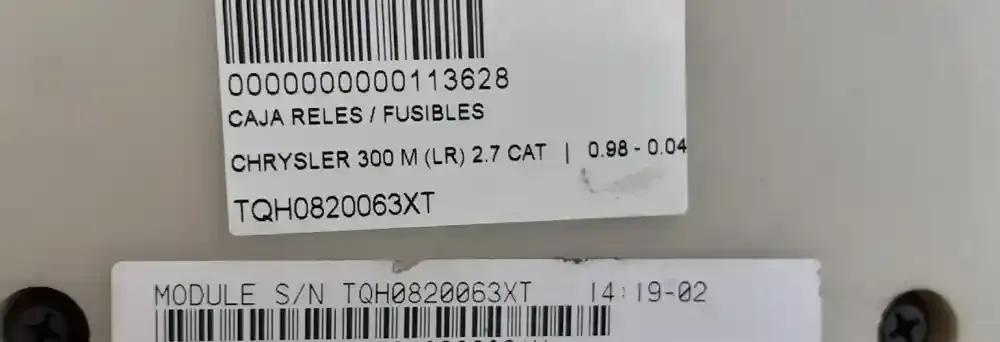 0000000000113628
CAJA RELES / FUSIBLES
CHRYSLER 300 M (LR) 2.7 CAT | 0.98 - 0.04
TQH0820063XT
MODULE S/N TQH0820063XT 14:19-02